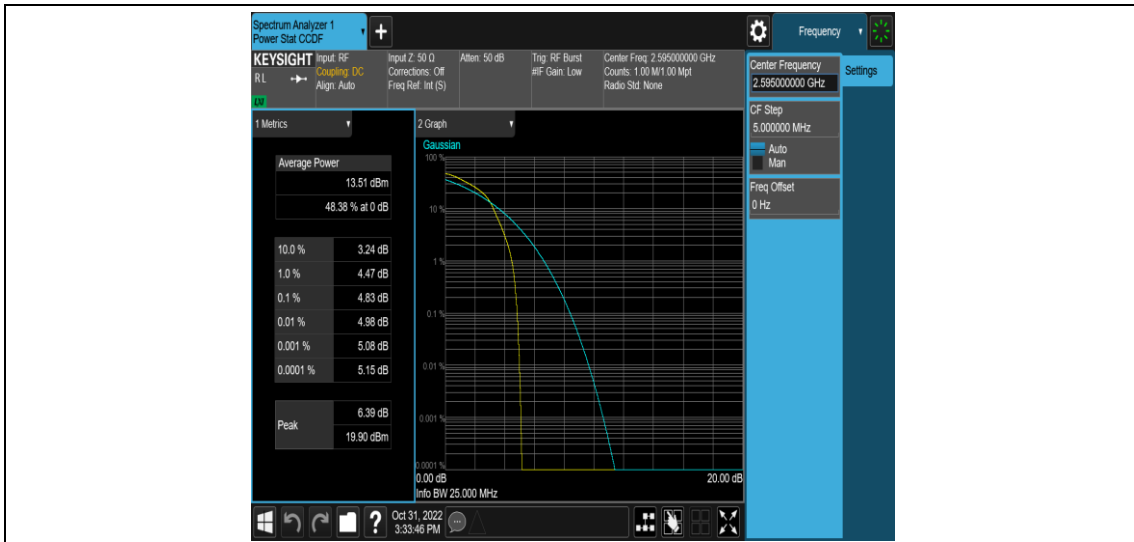 Spectrum Analyzer 1
Power Stat CCDF
+
Frequency
KEYSIGHT
RL
LXI
Input: RF
Coupling: DC
Align: Auto
Input Z: 50 Ω
Corrections: Off
Freq Ref: Int (S)
Atten: 50 dB
Trig: RF Burst
#IF Gain: Low
Center Freq: 2.595000000 GHz
Counts: 1.00 M/1.00 Mpt
Radio Std: None
Center Frequency
2.595000000 GHz
Settings
CF Step
5.000000 MHz
Auto
Man
Freq Offset
0 Hz
1 Metrics
Average Power
13.51 dBm
48.38 % at 0 dB
10.0 % 3.24 dB
1.0 % 4.47 dB
0.1 % 4.83 dB
0.01 % 4.98 dB
0.001 % 5.08 dB
0.0001 % 5.15 dB
Peak 6.39 dB
19.90 dBm
2 Graph
Gaussian
100 %
10 %
1 %
0.1 %
0.01 %
0.001 %
0.0001 %
0.00 dB 20.00 dB
Info BW 25.000 MHz
?
Oct 31, 2022
3:33:46 PM